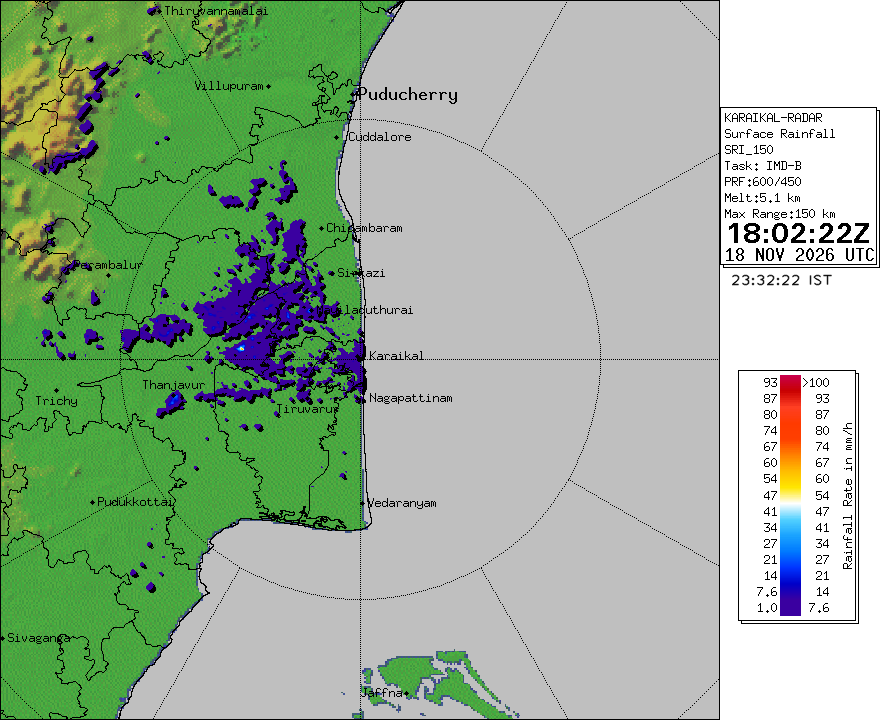 Thiruvannamalai
Villupuram
Puducherry
Cuddalore
Chidambaram
Perambalur
Sirkazi
Mayiladuthurai
Karaikal
Thanjavur
Nagapattinam
Trichy
Tiruvarur
Pudukkottai
Vedaranyam
Sivaganga
Jaffna
KARAIKAL-RADAR
Surface Rainfall
SRI_150
Task: IMD-B
PRF:600/450
Melt:5.1 km
Max Range:150 km
18:02:22Z
18 NOV 2026 UTC
23:32:22 IST
93 >100
87 93
80 87
74 80
67 74
60 67
54 60
47 54
41 47
34 41
27 34
21 27
14 21
7.6 14
1.0 7.6
Rainfall Rate in mm/h